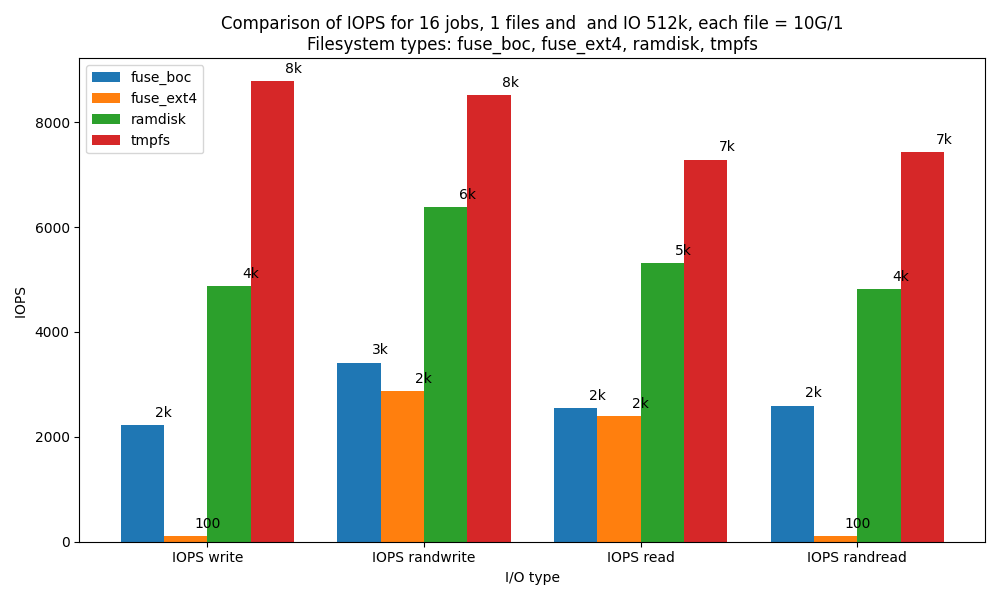 Comparison of IOPS for 16 jobs, 1 files and  and IO 512k, each file = 10G/1
Filesystem types: fuse_boc, fuse_ext4, ramdisk, tmpfs
fuse_boc
fuse_ext4
ramdisk
tmpfs
IOPS
8000
6000
4000
2000
0
2k
100
4k
8k
3k
2k
6k
8k
2k
2k
5k
7k
2k
100
4k
7k
IOPS write
IOPS randwrite
IOPS read
IOPS randread
I/O type